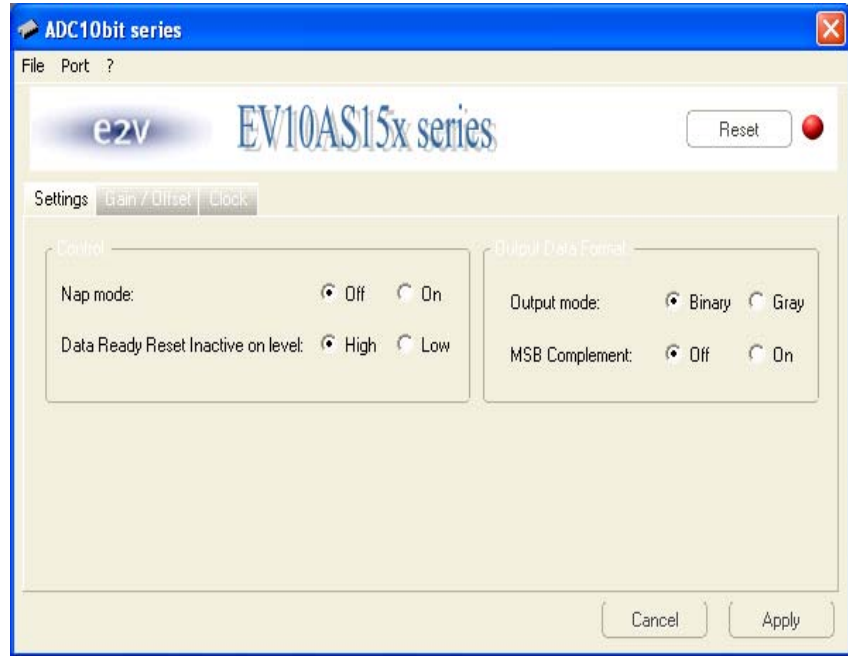 ADC10bit series
File Port ?
e2v EV10AS15x series Reset
Settings Gain / Offset Clock
Control
Nap mode: Off On
Data Ready Reset Inactive on level: High Low
Output Data Format
Output mode: Binary Gray
MSB Complement: Off On
Cancel Apply